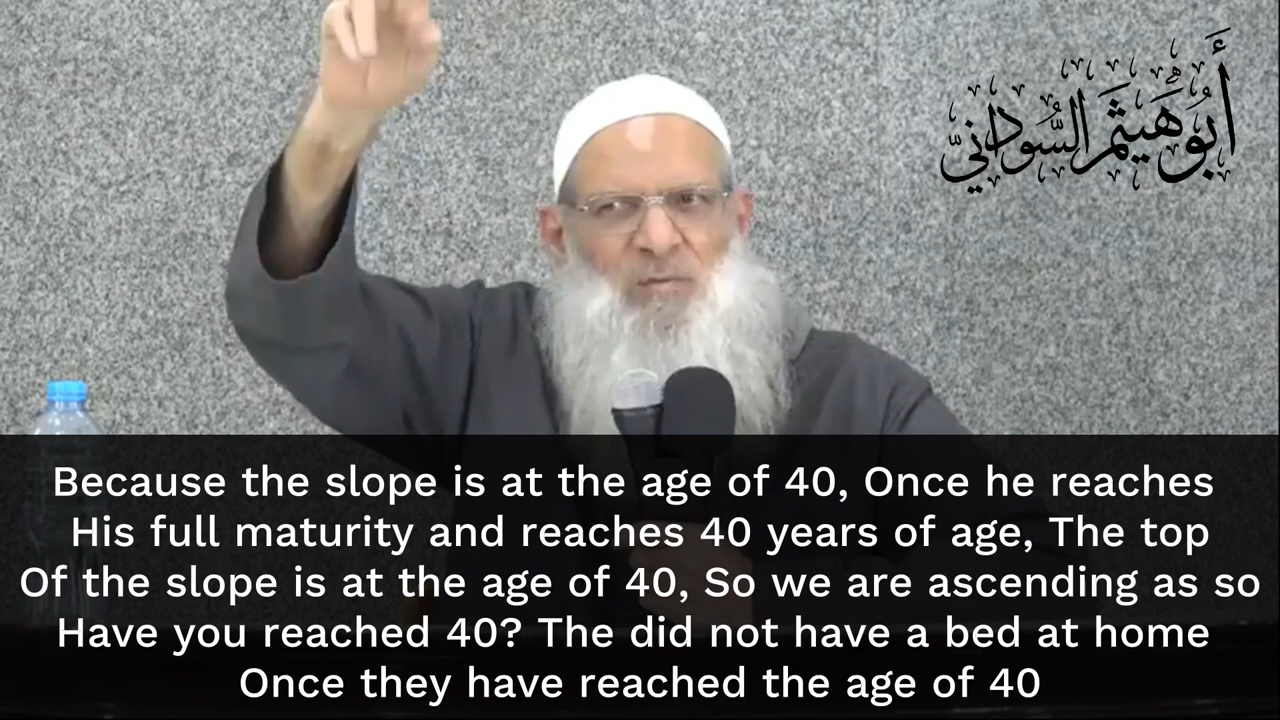 أَبُو هَيْثَم السُّودَانِيّ
Because the slope is at the age of 40, Once he reaches
His full maturity and reaches 40 years of age, The top
Of the slope is at the age of 40, So we are ascending as so
Have you reached 40? The did not have a bed at home
Once they have reached the age of 40